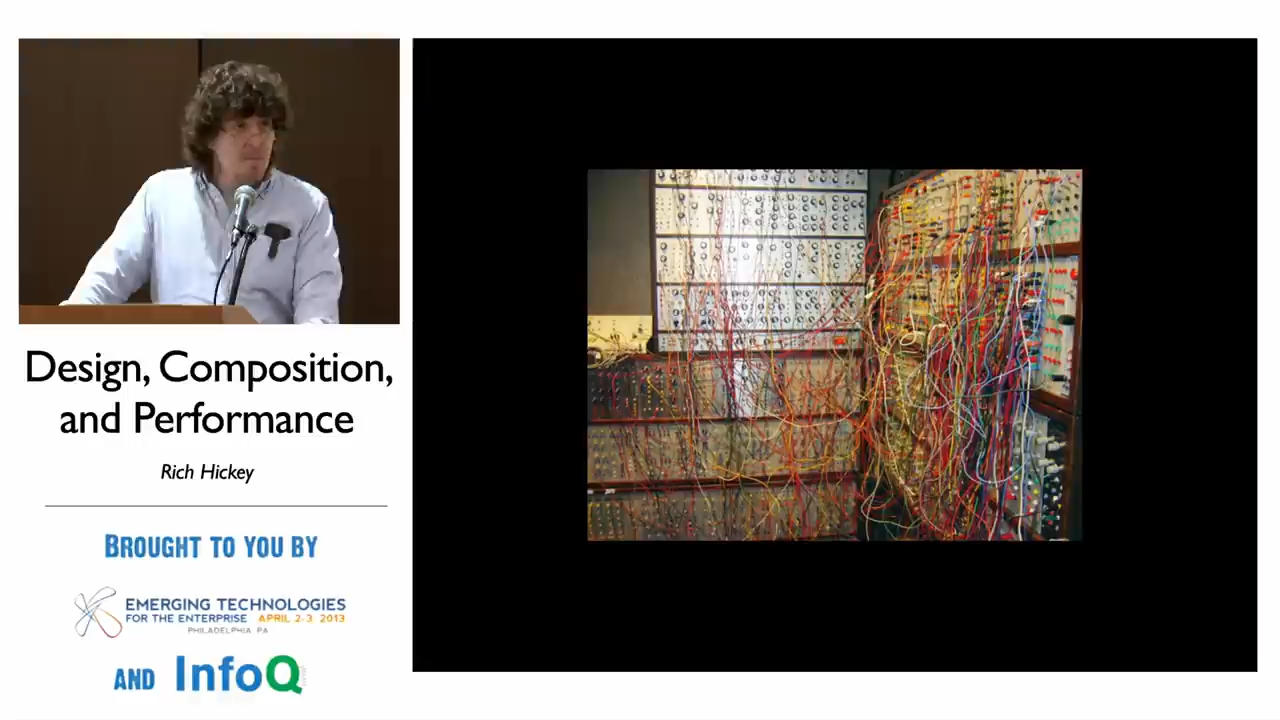 Design, Composition,
and Performance
Rich Hickey
BROUGHT TO YOU BY
EMERGING TECHNOLOGIES
FOR THE ENTERPRISE APRIL 2-3 2013
PHILADELPHIA PA
AND InfoQ